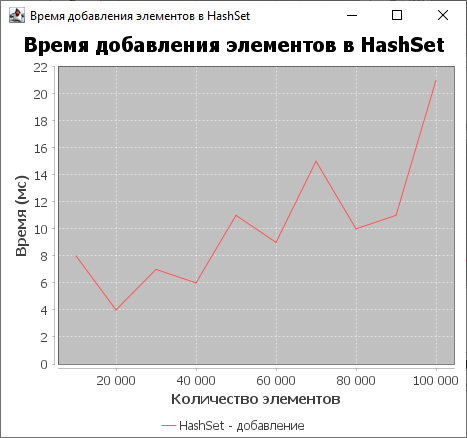 Время добавления элементов в HashSet
Время добавления элементов в HashSet
Время (мс)
22
20
18
16
14
12
10
8
6
4
2
0
20 000 40 000 60 000 80 000 100 000
Количество элементов
HashSet - добавление